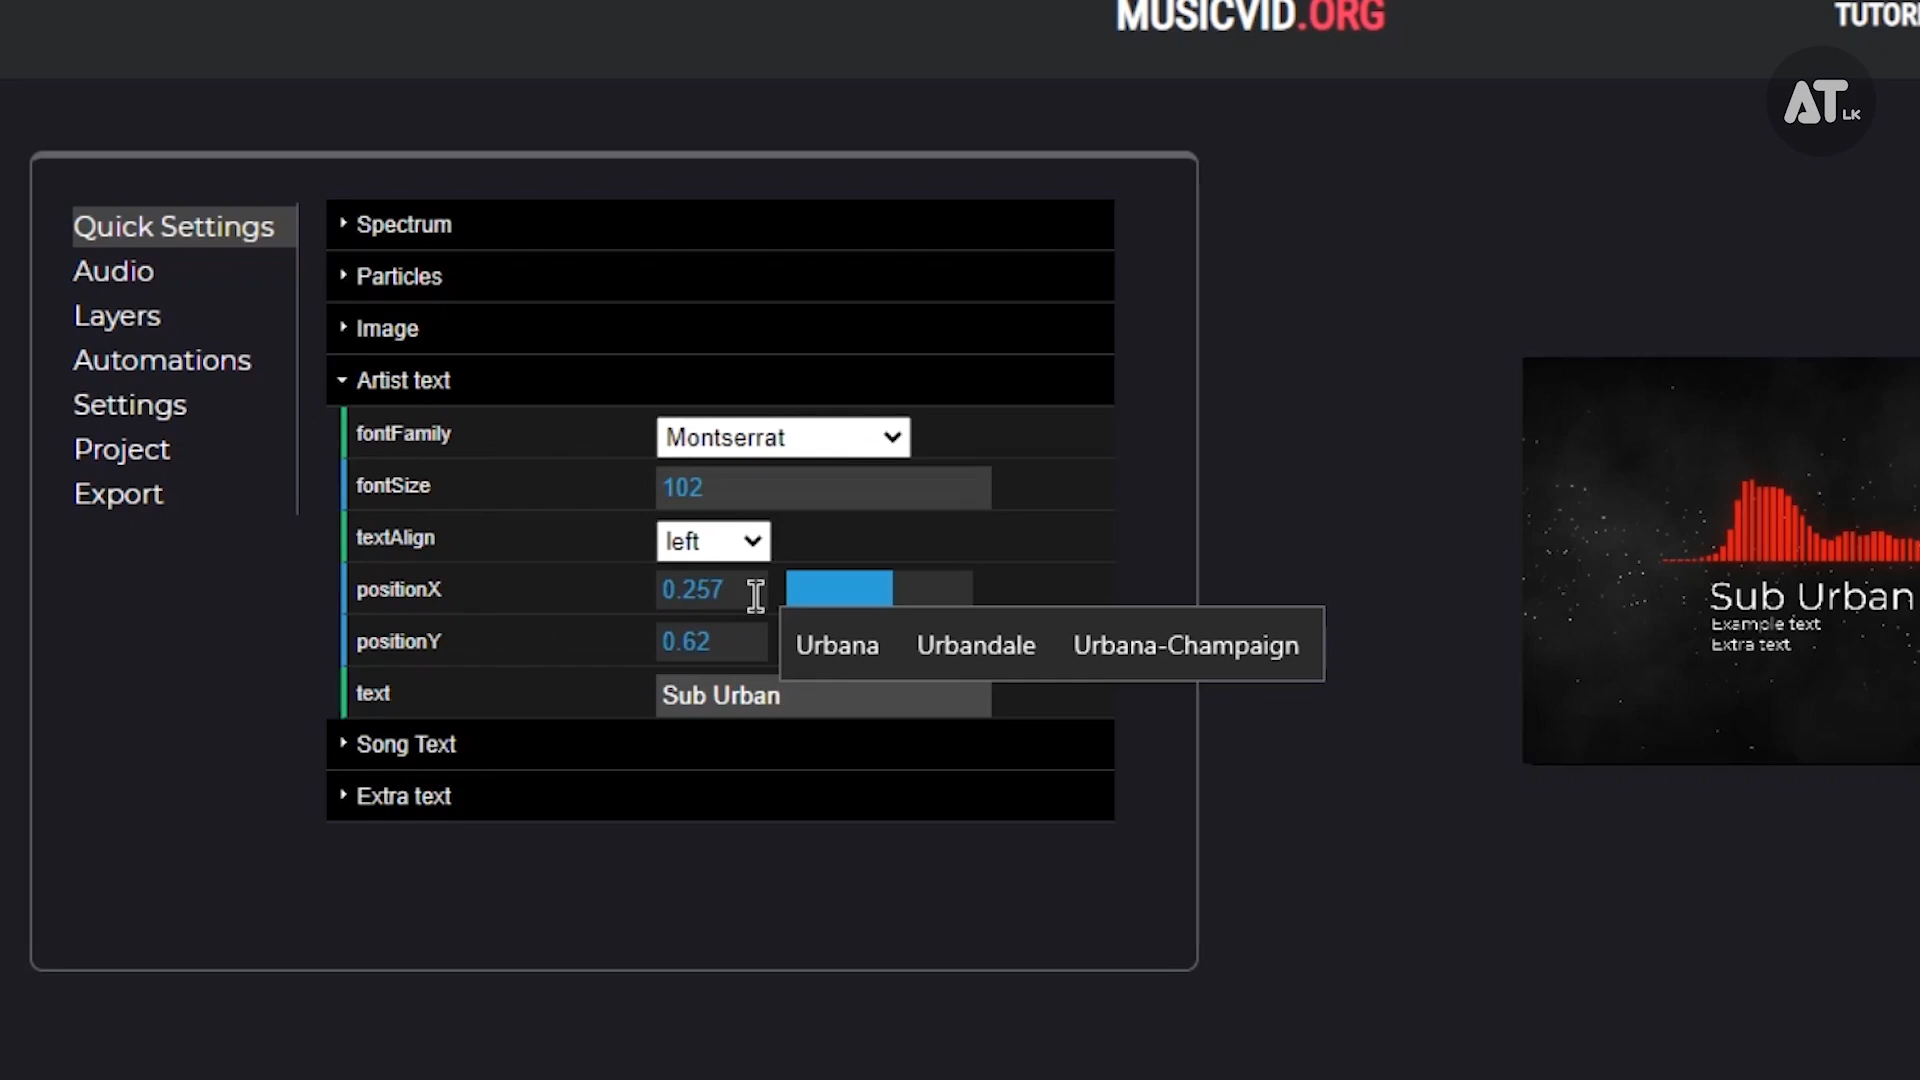 MUSICVID.ORG
AT LK
Quick Settings
Audio
Layers
Automations
Settings
Project
Export
Spectrum
Particles
Image
Artist text
fontFamily
Montserrat
fontSize
102
textAlign
left
positionX
0.257
positionY
0.62
Urbana Urbandale Urbana-Champaign
text
Sub Urban
Song Text
Extra text
Sub Urban
Example text
Extra text